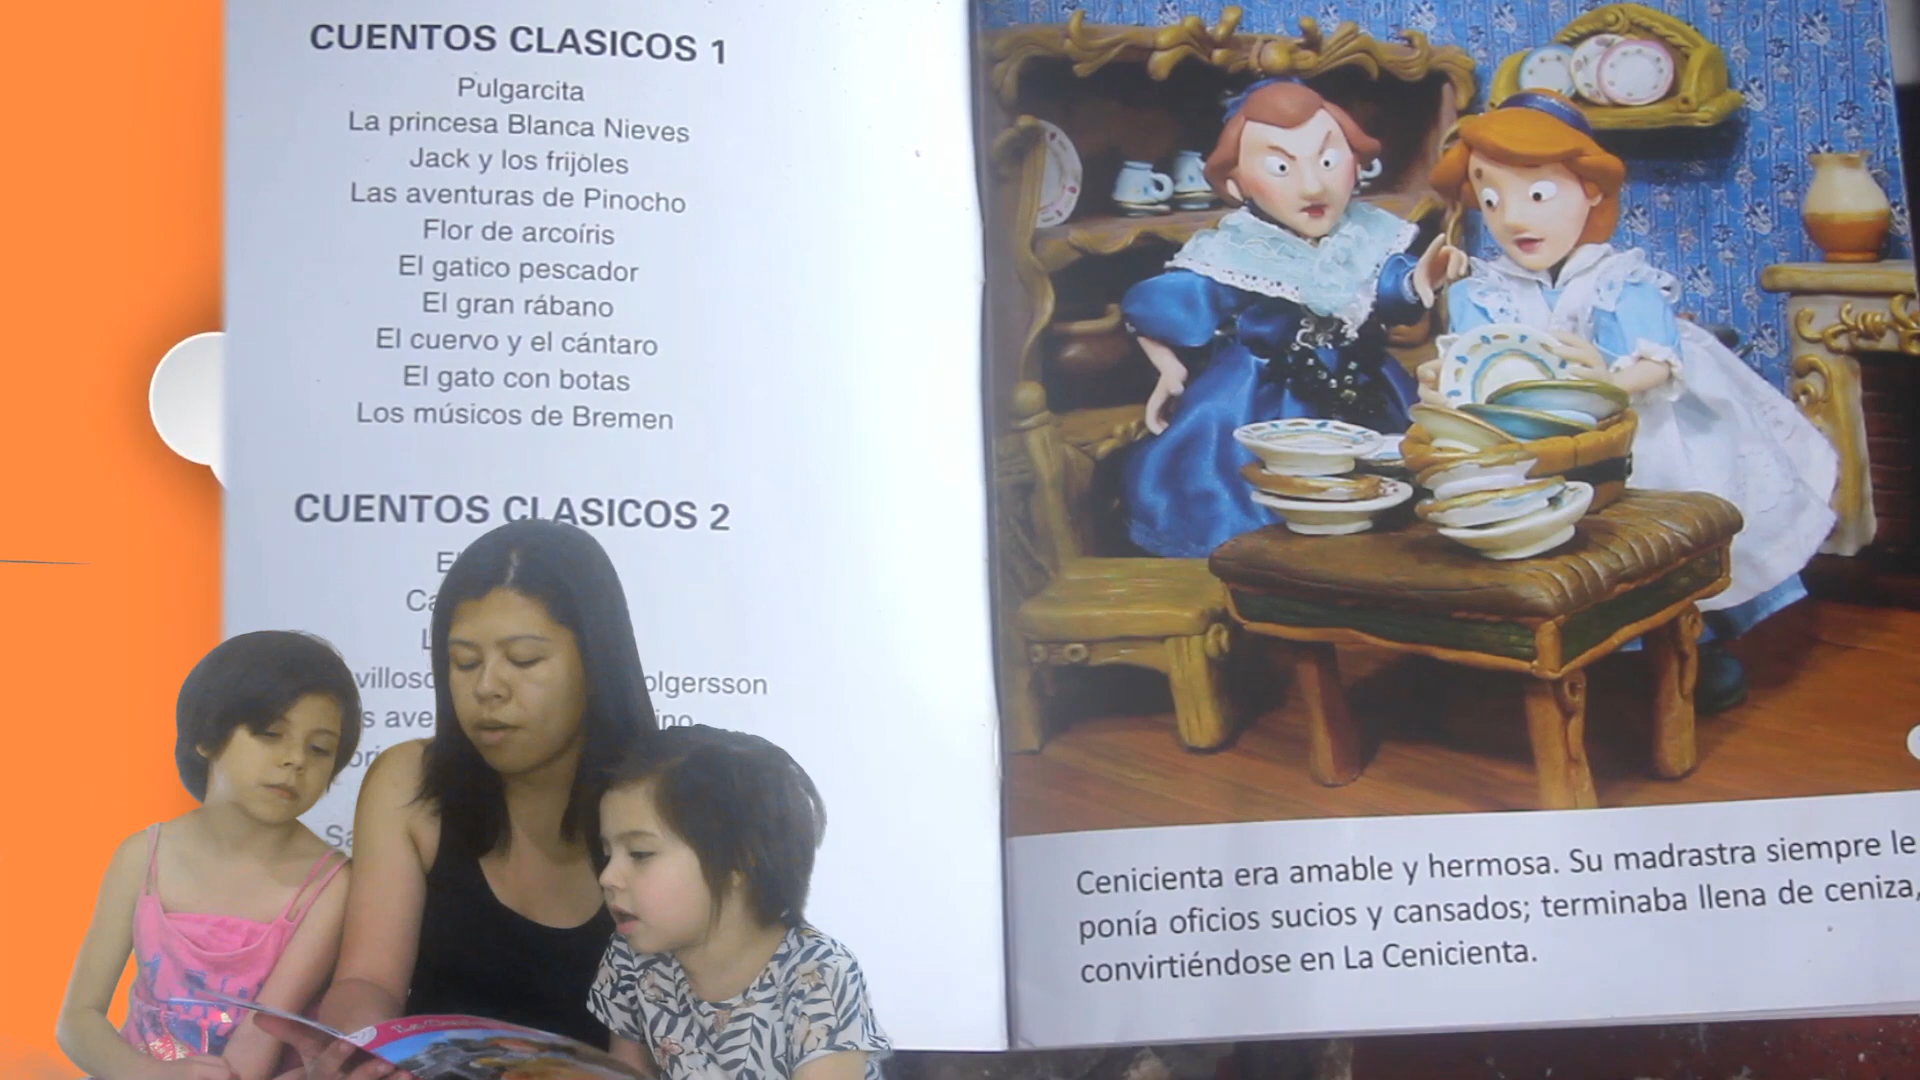 CUENTOS CLASICOS 1
Pulgarcita
La princesa Blanca Nieves
Jack y los frijoles
Las aventuras de Pinocho
Flor de arcoíris
El gatico pescador
El gran rábano
El cuervo y el cántaro
El gato con botas
Los músicos de Bremen
CUENTOS CLASICOS 2
Cenicienta era amable y hermosa. Su madrastra siempre le
ponía oficios sucios y cansados; terminaba llena de ceniza,
convirtiéndose en La Cenicienta.